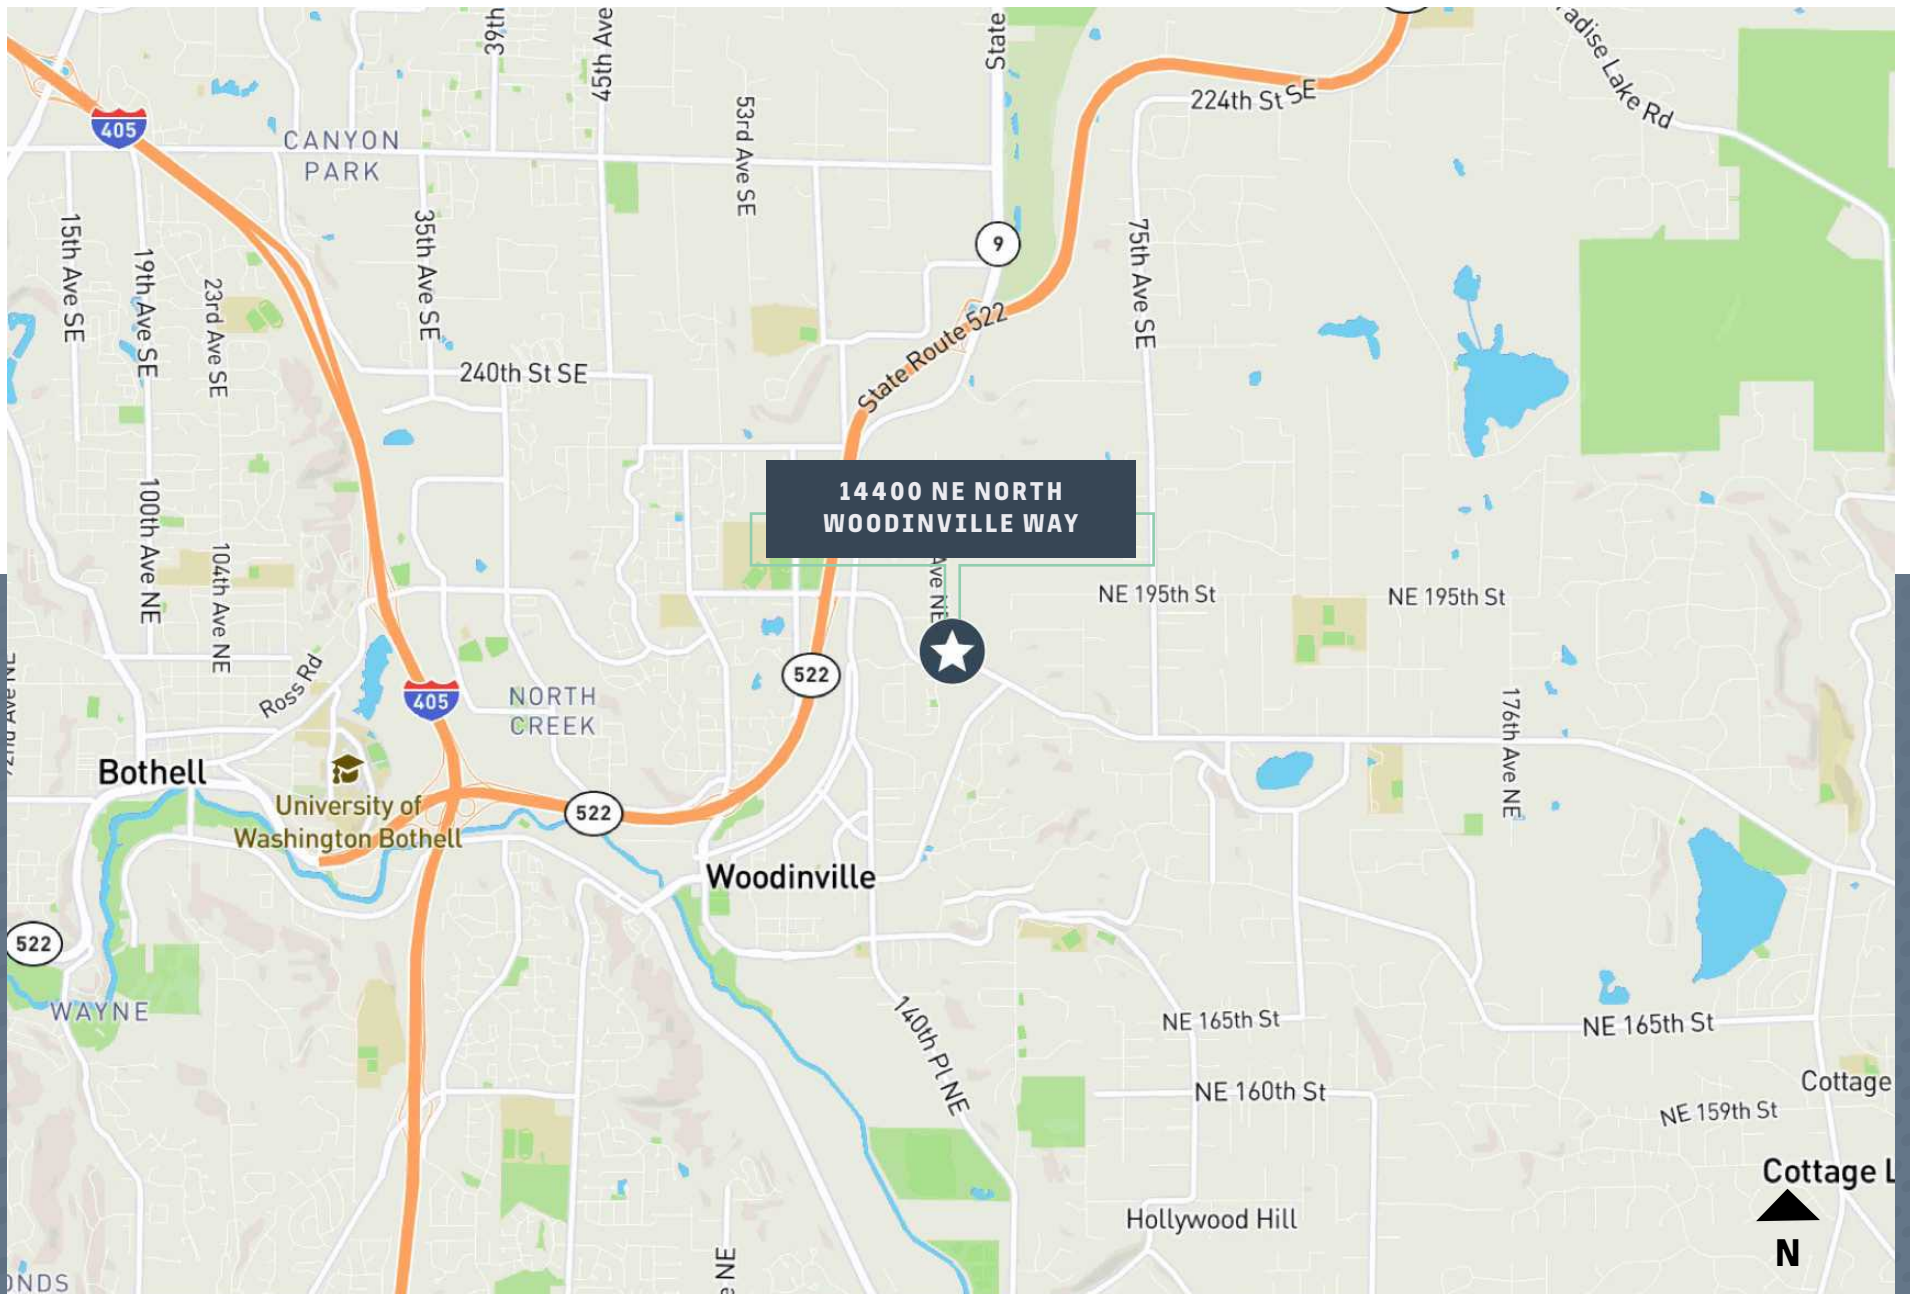 39th
45th Ave
State
adise Lake Rd
224th St SE
405
CANYON
PARK
53rd Ave SE
15th Ave SE
19th Ave SE
23rd Ave SE
35th Ave SE
9
75th Ave SE
State Route 522
240th St SE
14400 NE NORTH
WOODINVILLE WAY
100th Ave NE
104th Ave NE
Ave NE
NE 195th St
NE 195th St
Ross Rd
405
NORTH
CREEK
522
176th Ave NE
Bothell
University of
Washington Bothell
522
Woodinville
522
WAYNE
140th Pl NE
NE 165th St
NE 165th St
NE 160th St
Cottage
NE 159th St
Cottage L
Hollywood Hill
N
e NE
ONDS